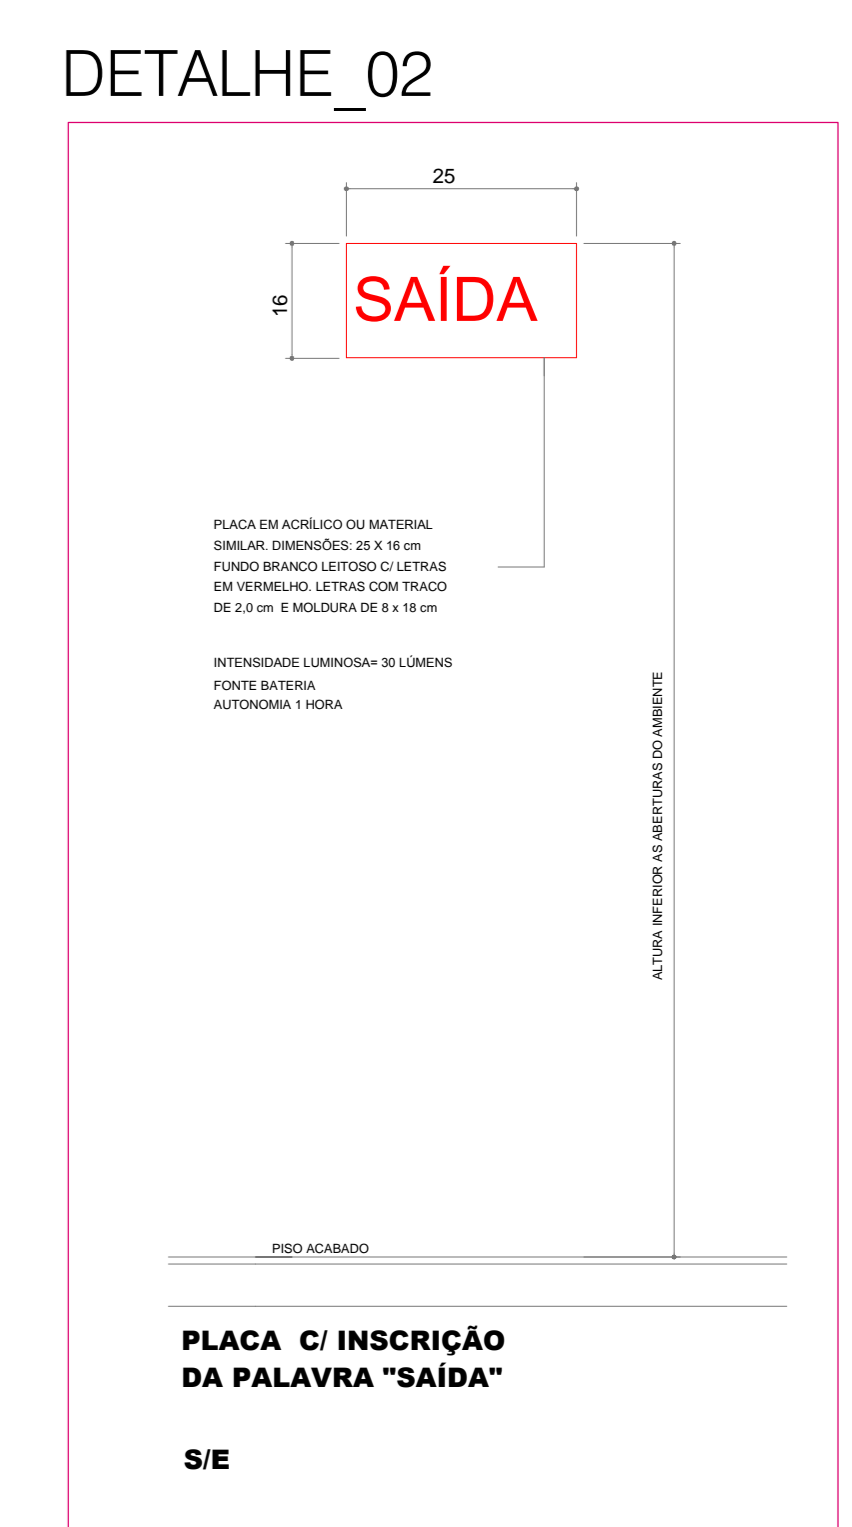 DETALHE_02
25
16
SAÍDA
PLACA EM ACRÍLICO OU MATERIAL
SIMILAR. DIMENSÕES: 25 X 16 cm
FUNDO BRANCO LEITOSO C/ LETRAS
EM VERMELHO. LETRAS COM TRACO
DE 2,0 cm  E MOLDURA DE 8 x 18 cm
INTENSIDADE LUMINOSA= 30 LÚMENS
FONTE BATERIA
AUTONOMIA 1 HORA
ALTURA INFERIOR AS ABERTURAS DO AMBIENTE
PISO ACABADO
PLACA  C/ INSCRIÇÃO
DA PALAVRA "SAÍDA"
S/E